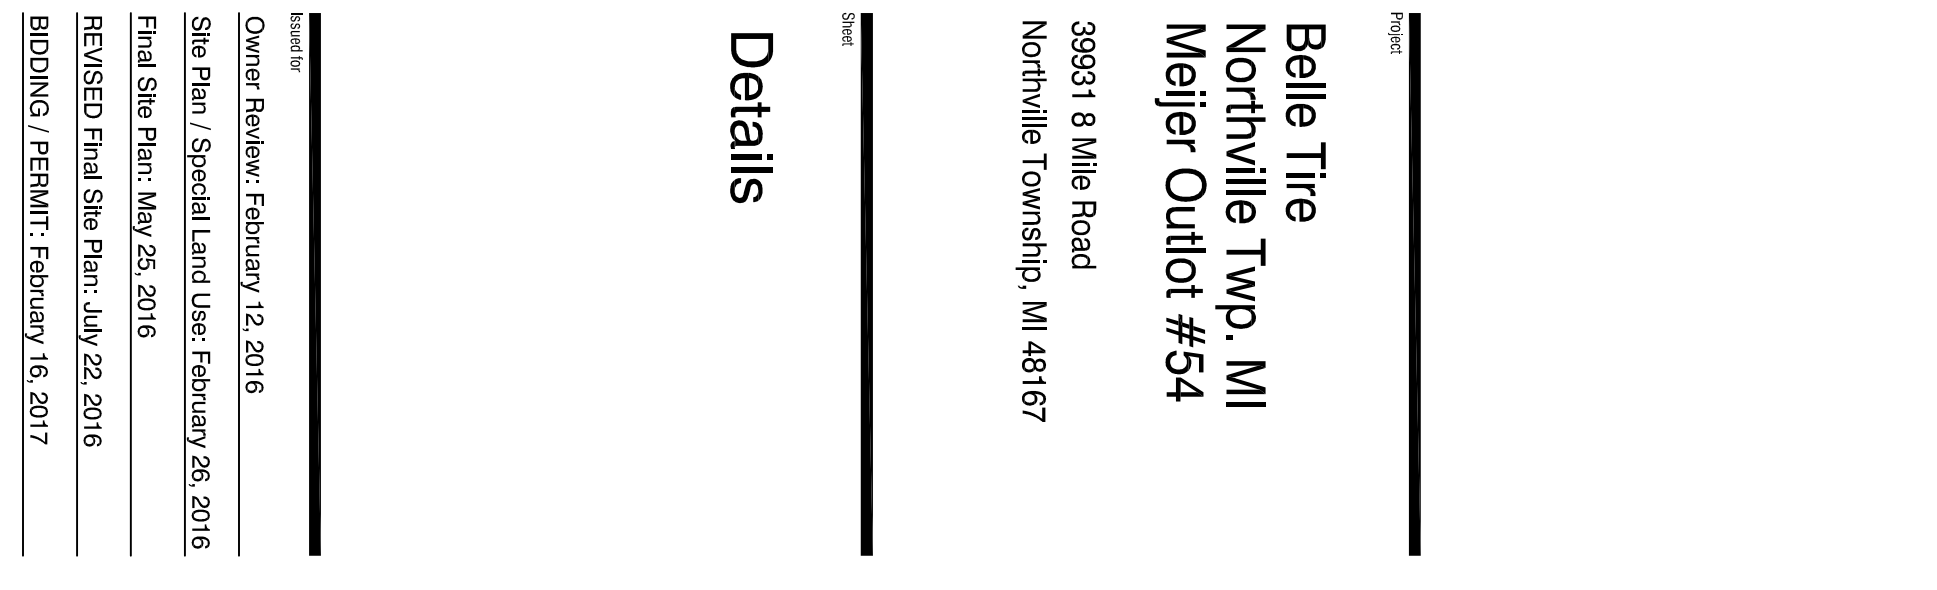 Project
Belle Tire
Northville Twp. MI
Meijer Outlot #54
39931 8 Mile Road
Northville Township, MI 48167
Sheet
Details
Issued for
Owner Review: February 12, 2016
Site Plan / Special Land Use: February 26, 2016
Final Site Plan: May 25, 2016
REVISED Final Site Plan: July 22, 2016
BIDDING / PERMIT: February 16, 2017